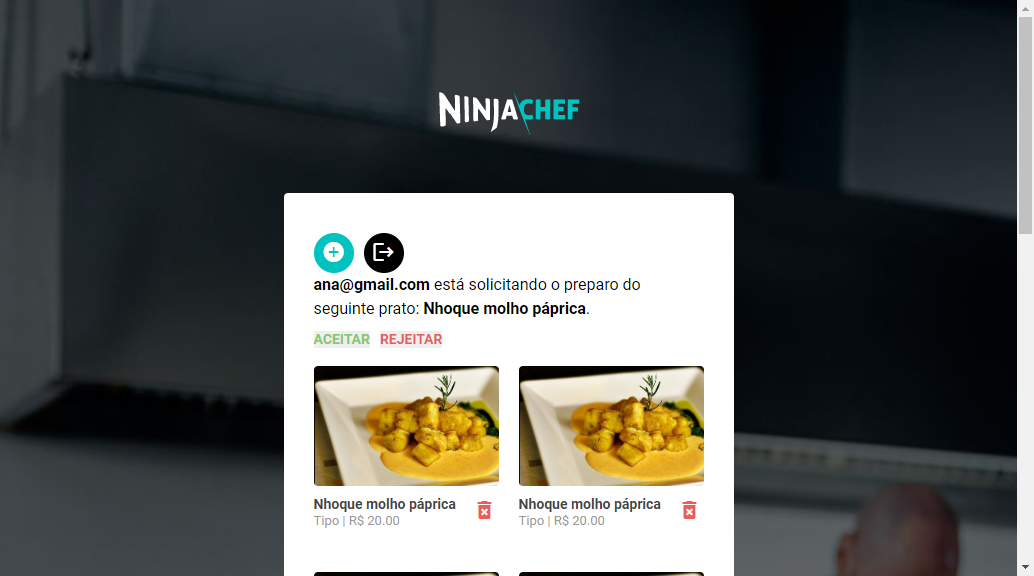 NINJACHEF
ana@gmail.com está solicitando o preparo do
seguinte prato: Nhoque molho páprica.
ACEITAR REJEITAR
Nhoque molho páprica
Tipo | R$ 20.00
Nhoque molho páprica
Tipo | R$ 20.00